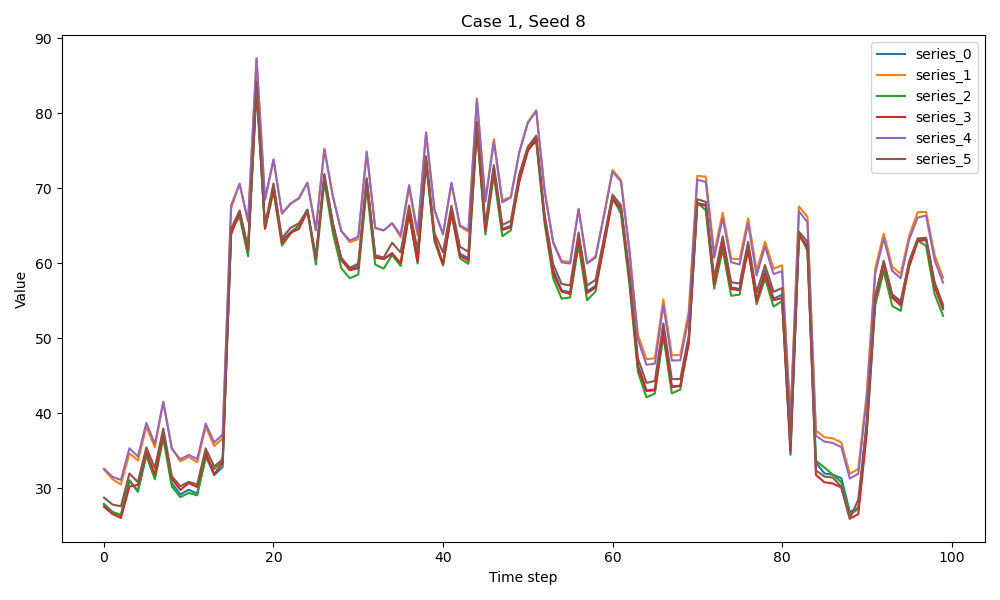 Case 1, Seed 8
90
80
70
60
50
40
30
Value
0
20
40
60
80
100
Time step
series_0
series_1
series_2
series_3
series_4
series_5